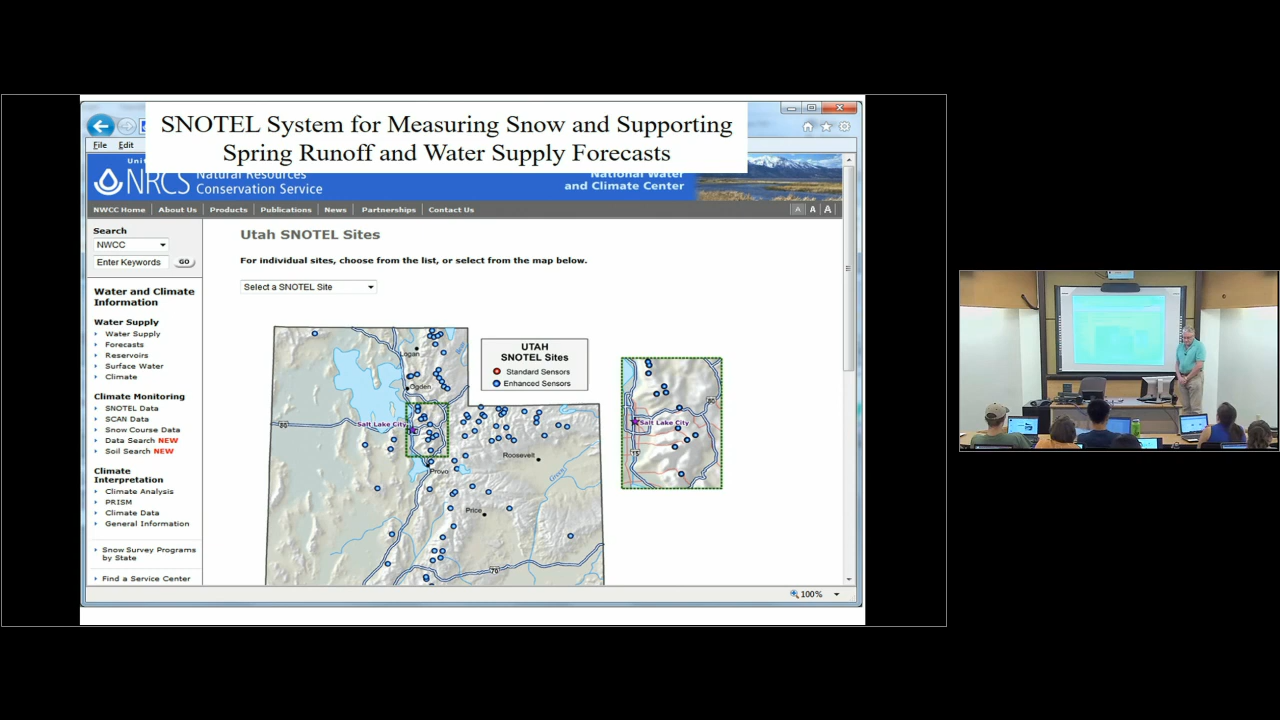 SNOTEL System for Measuring Snow and Supporting
Spring Runoff and Water Supply Forecasts
File Edit
NRCS
Natural Resources
Conservation Service
National Water
and Climate Center
NWCC Home
About Us
Products
Publications
News
Partnerships
Contact Us
A A A
Search
NWCC
Enter Keywords
GO
Water and Climate
Information
Water Supply
Water Supply
Forecasts
Reservoirs
Surface Water
Climate
Climate Monitoring
SNOTEL Data
SCAN Data
Snow Course Data
Data Search NEW
Soil Search NEW
Climate
Interpretation
Climate Analysis
PRISM
Climate Data
General Information
Snow Survey Programs
by State
Find a Service Center
Utah SNOTEL Sites
For individual sites, choose from the list, or select from the map below.
Select a SNOTEL Site
UTAH
SNOTEL Sites
Standard Sensors
Enhanced Sensors
Logan
Ogden
80
Salt Lake City
Provo
Roosevelt
Green
Price
70
80
Salt Lake City
15
100%